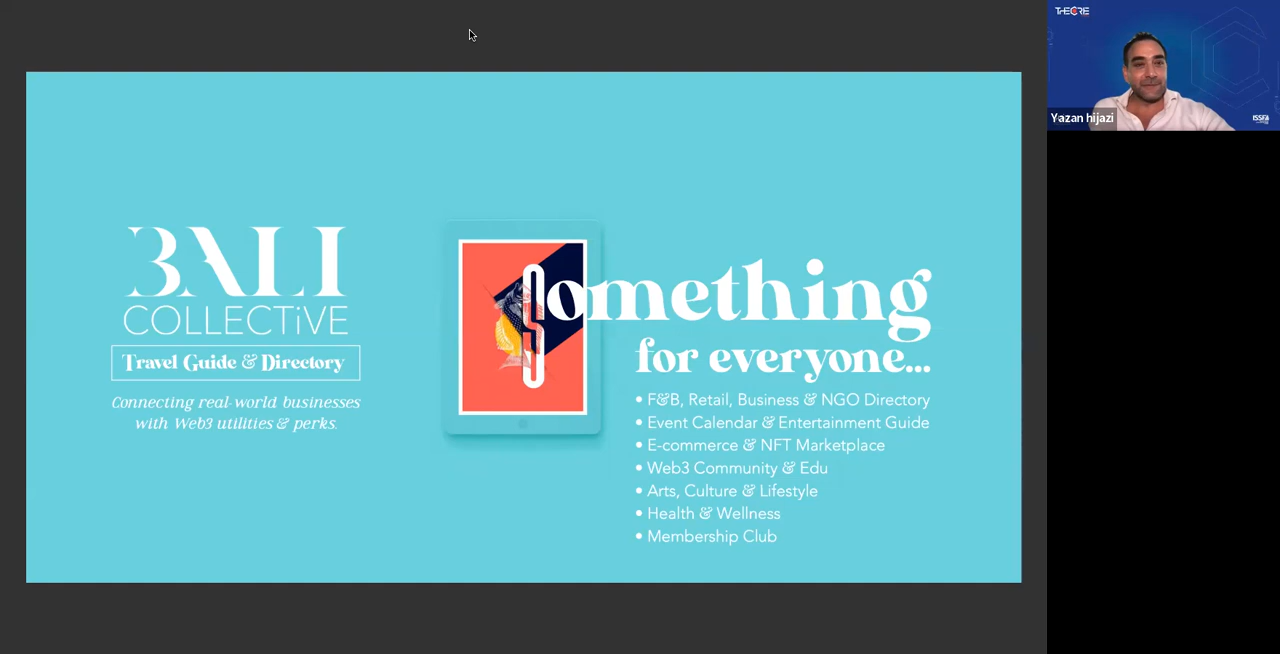 BALI
COLLECTiVE
Travel Guide & Directory
Connecting real-world businesses
with Web3 utilities & perks.
Something
for everyone...
• F&B, Retail, Business & NGO Directory
• Event Calendar & Entertainment Guide
• E-commerce & NFT Marketplace
• Web3 Community & Edu
• Arts, Culture & Lifestyle
• Health & Wellness
• Membership Club
THECORE
Yazan hijazi